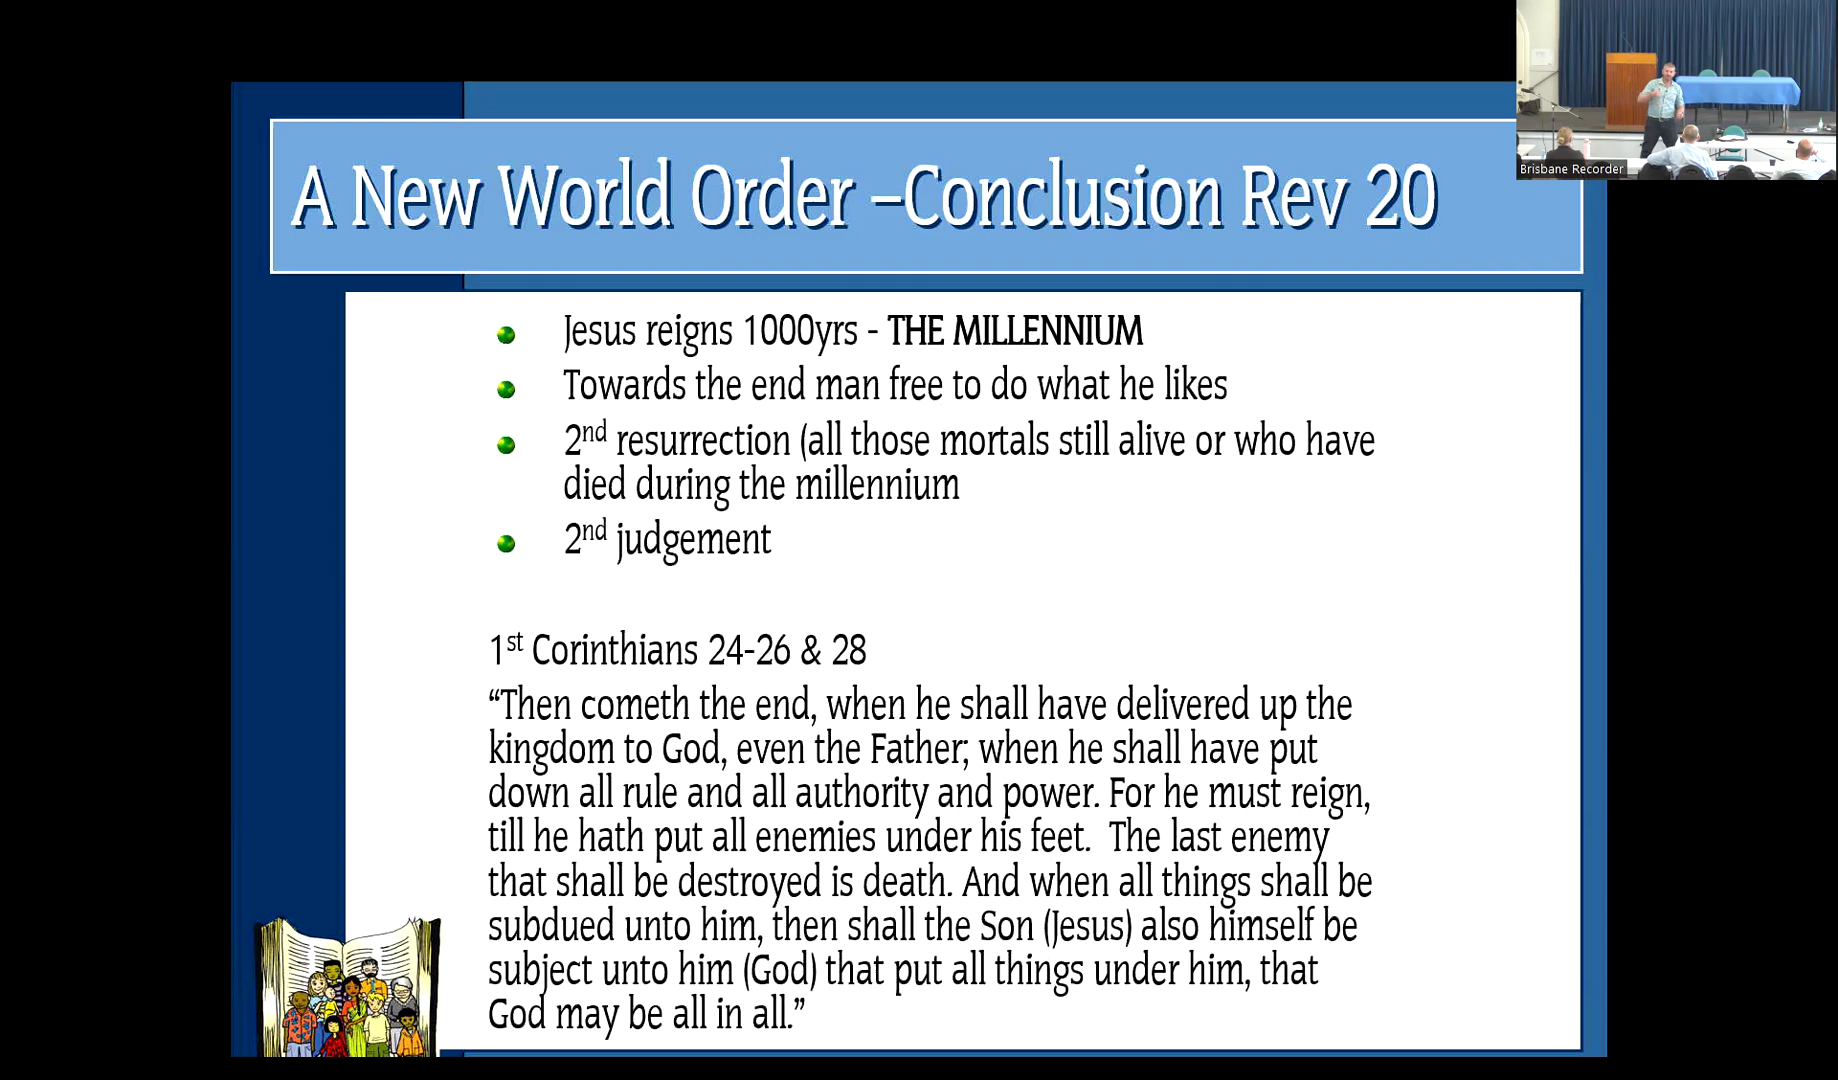 A New World Order –Conclusion Rev 20
Jesus reigns 1000yrs - THE MILLENNIUM
Towards the end man free to do what he likes
2nd resurrection (all those mortals still alive or who have
died during the millennium
2nd judgement
1st Corinthians 24-26 & 28
“Then cometh the end, when he shall have delivered up the
kingdom to God, even the Father; when he shall have put
down all rule and all authority and power. For he must reign,
till he hath put all enemies under his feet.  The last enemy
that shall be destroyed is death. And when all things shall be
subdued unto him, then shall the Son (Jesus) also himself be
subject unto him (God) that put all things under him, that
God may be all in all.”
Brisbane Recorder